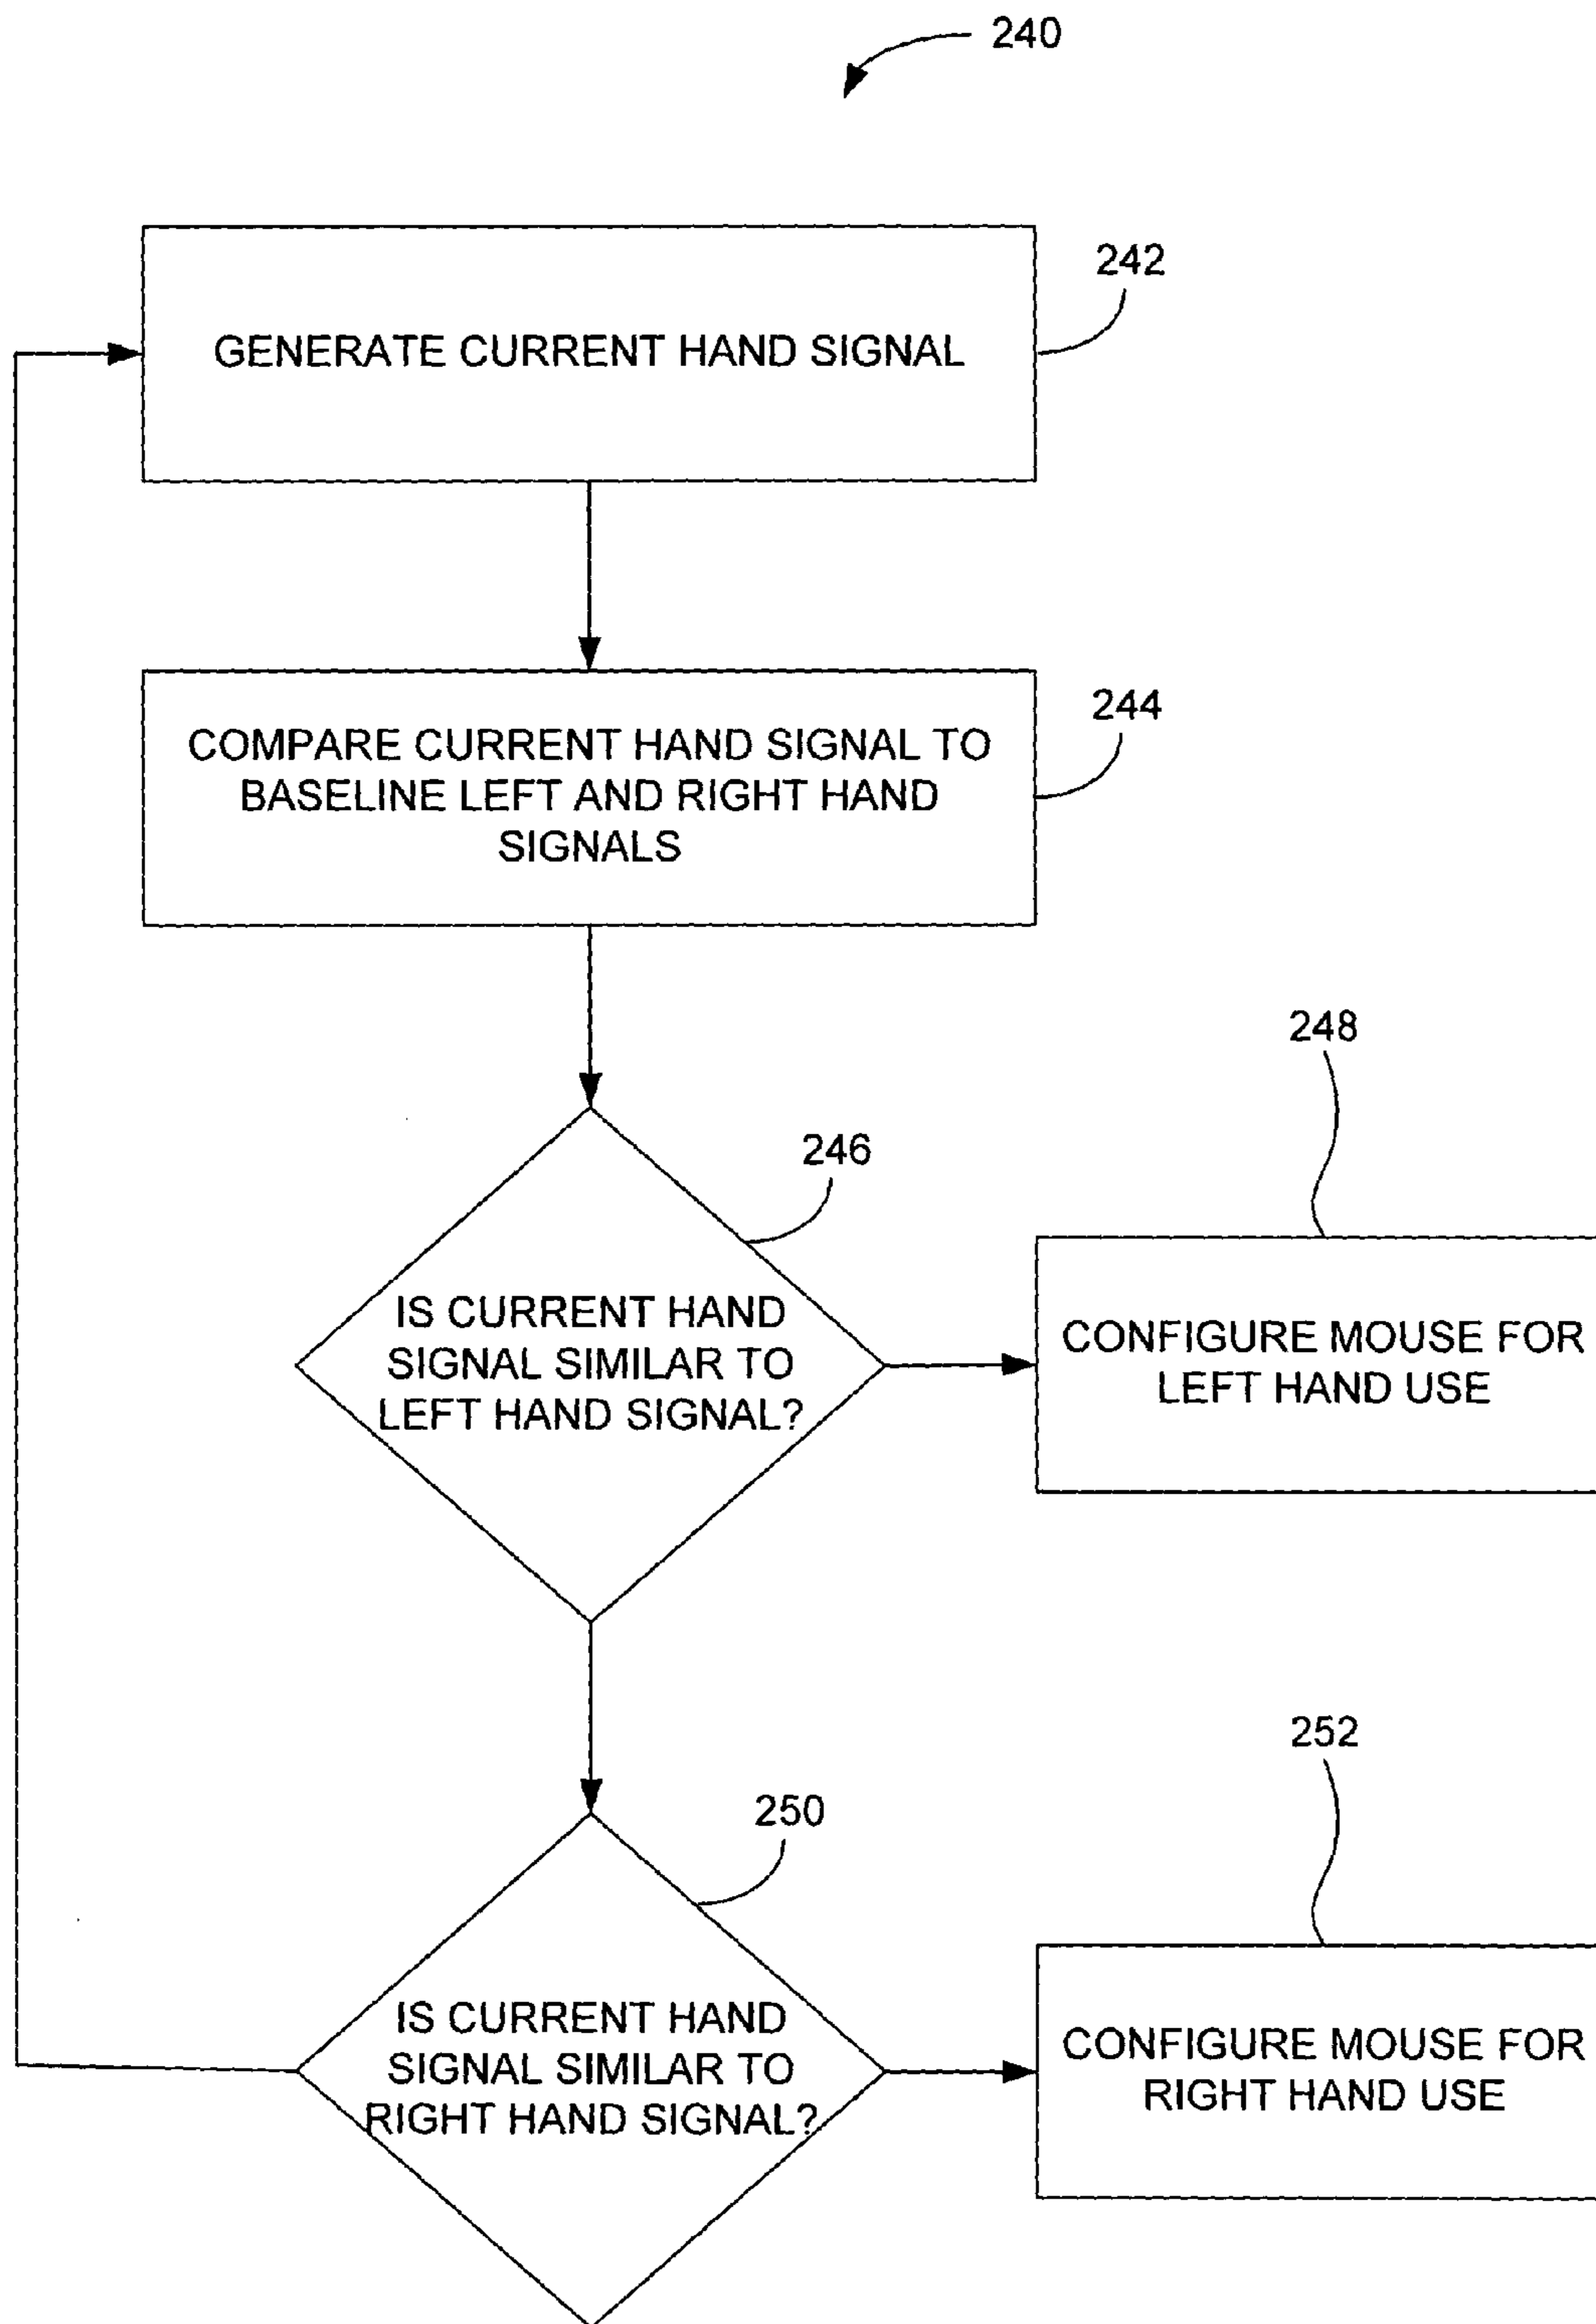 240
242
GENERATE CURRENT HAND SIGNAL
244
COMPARE CURRENT HAND SIGNAL TO
BASELINE LEFT AND RIGHT HAND
SIGNALS
246
IS CURRENT HAND
SIGNAL SIMILAR TO
LEFT HAND SIGNAL?
248
CONFIGURE MOUSE FOR
LEFT HAND USE
250
IS CURRENT HAND
SIGNAL SIMILAR TO
RIGHT HAND SIGNAL?
252
CONFIGURE MOUSE FOR
RIGHT HAND USE